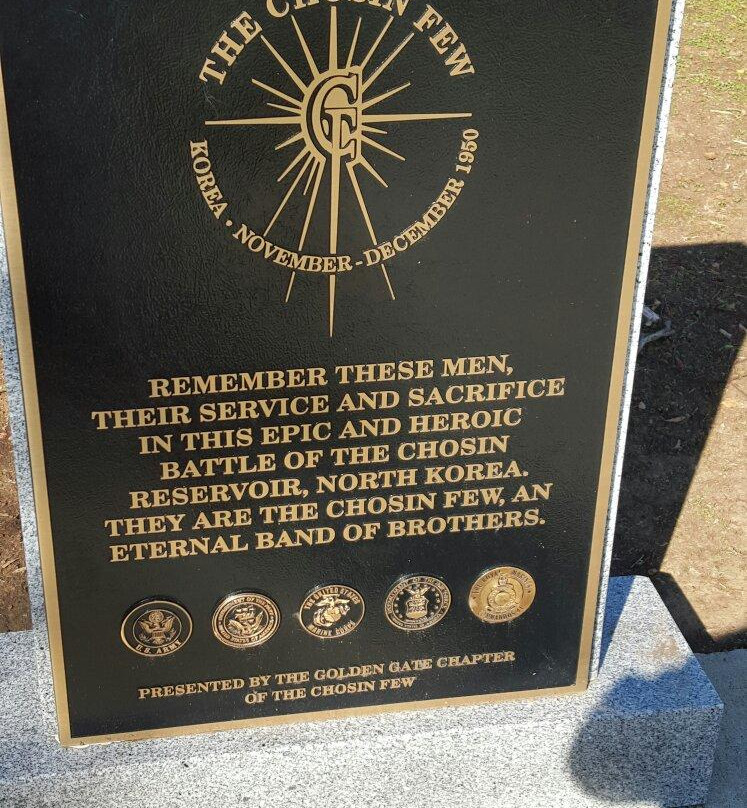 THE CHOSIN FEW
KOREA • NOVEMBER - DECEMBER 1950
REMEMBER THESE MEN,
THEIR SERVICE AND SACRIFICE
IN THIS EPIC AND HEROIC
BATTLE OF THE CHOSIN
RESERVOIR, NORTH KOREA.
THEY ARE THE CHOSIN FEW, AN
ETERNAL BAND OF BROTHERS.
U.S. ARMY
UNITED STATES
MARINE CORPS
PRESENTED BY THE GOLDEN GATE CHAPTER
OF THE CHOSIN FEW